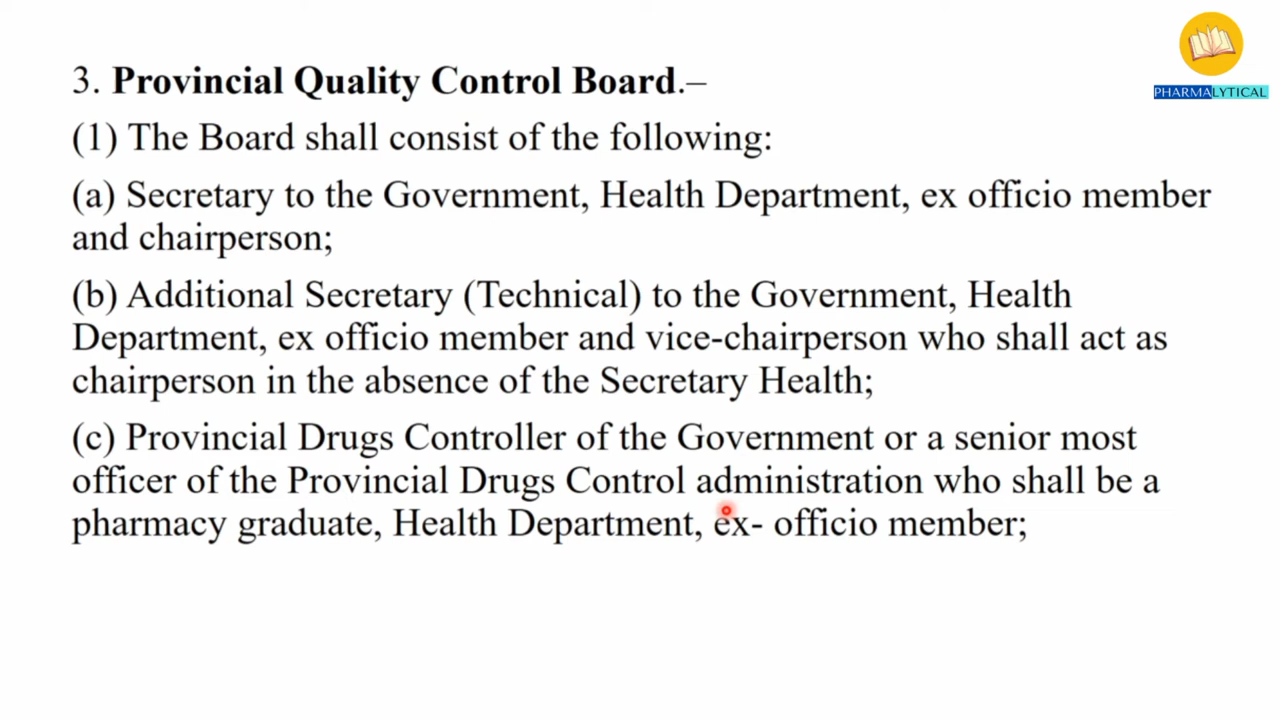 PHARMALYTICAL
3. Provincial Quality Control Board.–
(1) The Board shall consist of the following:
(a) Secretary to the Government, Health Department, ex officio member
and chairperson;
(b) Additional Secretary (Technical) to the Government, Health
Department, ex officio member and vice-chairperson who shall act as
chairperson in the absence of the Secretary Health;
(c) Provincial Drugs Controller of the Government or a senior most
officer of the Provincial Drugs Control administration who shall be a
pharmacy graduate, Health Department, ex- officio member;